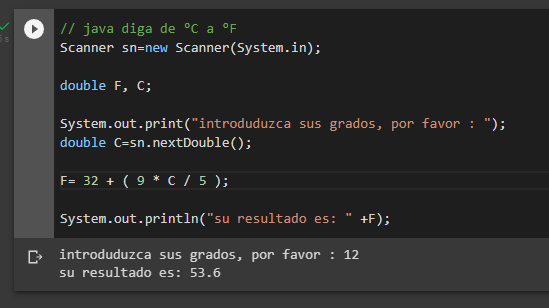 // java diga de ºC a ºF
Scanner sn=new Scanner(System.in);
double F, C;
System.out.print("introduduzca sus grados, por favor : ");
double C=sn.nextDouble();
F= 32 + ( 9 * C / 5 );
System.out.println("su resultado es: " +F);
introduduzca sus grados, por favor : 12
su resultado es: 53.6